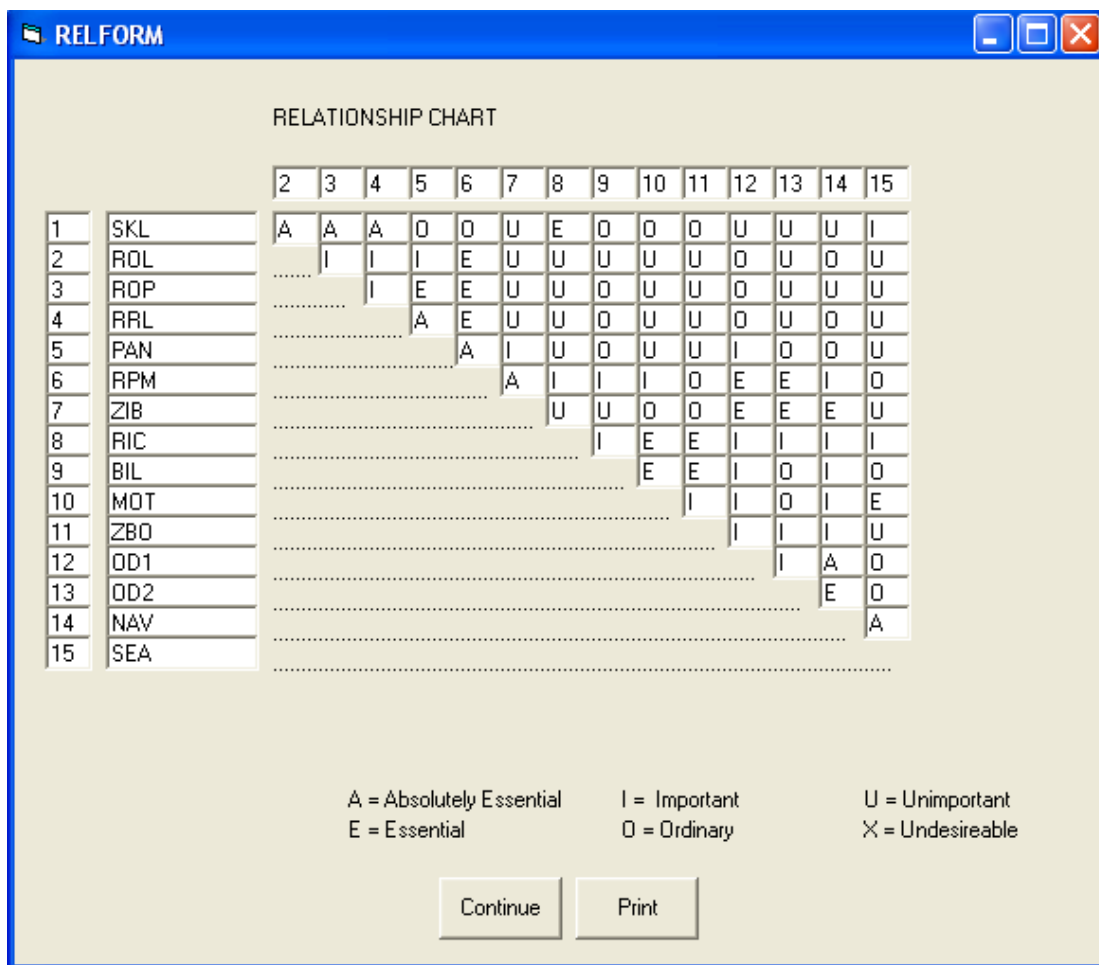 RELFORM
RELATIONSHIP CHART
2 3 4 5 6 7 8 9 10 11 12 13 14 15
1 SKL A A A O O U E O O O U U U I
2 ROL I I I E U U U U U O U O U
3 ROP I E E U U O U U O U U U
4 RRL A E U U O U U O U O U
5 PAN A I U O U U I O O U
6 RPM A I I I O E E I O
7 ZIB U U O O E E E U
8 RIC I E E I I I I
9 BIL E E I O I O
10 MOT I I O I E
11 ZBO I I I U
12 OD1 I A O
13 OD2 E O
14 NAV A
15 SEA
A = Absolutely Essential I = Important U = Unimportant
E = Essential O = Ordinary X = Undesireable
Continue Print